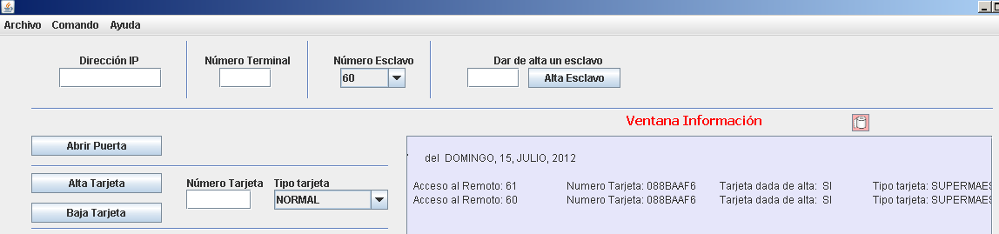 Archivo Comando Ayuda
Dirección IP Número Terminal Número Esclavo Dar de alta un esclavo
60 Alta Esclavo
Ventana Información
Abrir Puerta
del DOMINGO, 15, JULIO, 2012
Alta Tarjeta Número Tarjeta Tipo tarjeta
Acceso al Remoto: 61 Numero Tarjeta: 088BAAF6 Tarjeta dada de alta: SI Tipo tarjeta: SUPERMAES
NORMAL Acceso al Remoto: 60 Numero Tarjeta: 088BAAF6 Tarjeta dada de alta: SI Tipo tarjeta: SUPERMAES
Baja Tarjeta